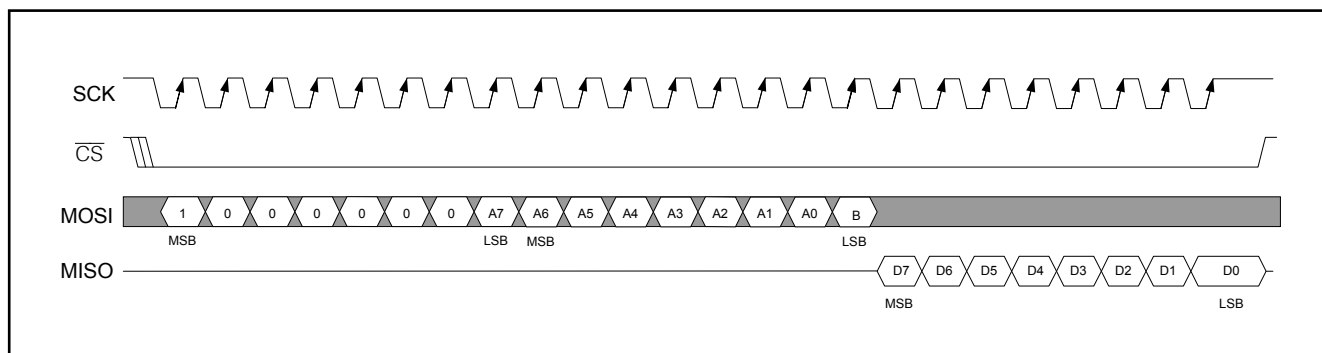 SCK
CS
MOSI 1 0 0 0 0 0 0 A7 A6 A5 A4 A3 A2 A1 A0 B
MSB LSB MSB LSB
MISO D7 D6 D5 D4 D3 D2 D1 D0
MSB LSB